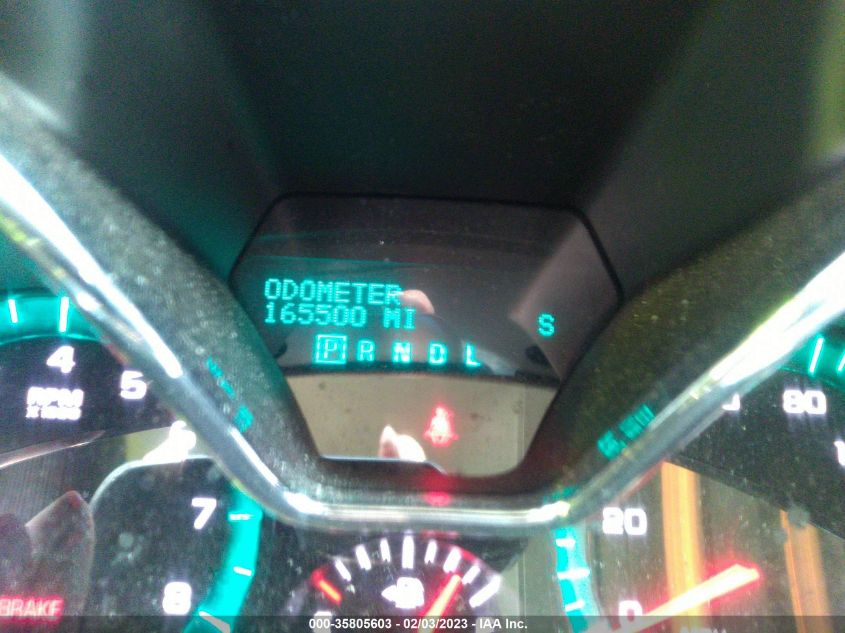 ODOMETER
165500 MI
S
P R N D L
4
5
RPM
X1000
7
8
BRAKE
80
20
0
000-35805603 - 02/03/2023 - IAA Inc.